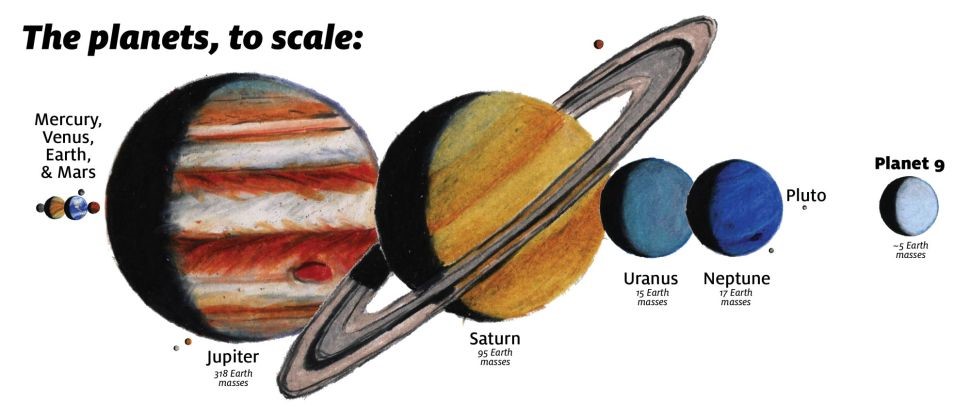 The planets, to scale:
Mercury,
Venus,
Earth,
& Mars
Jupiter
318 Earth
masses
Saturn
95 Earth
masses
Uranus
15 Earth
masses
Neptune
17 Earth
masses
Pluto
Planet 9
~5 Earth
masses